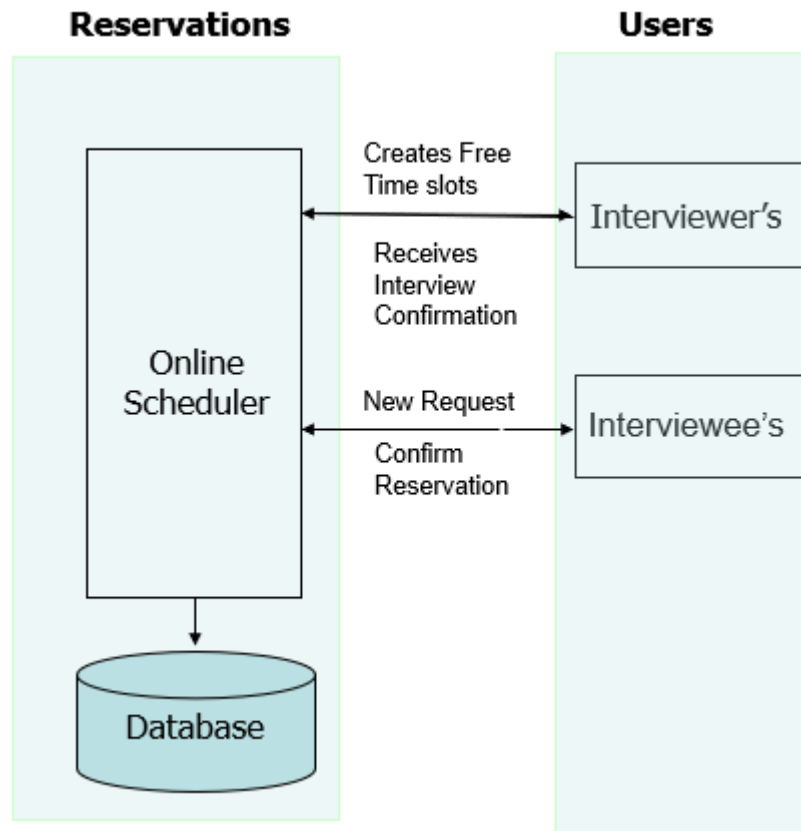 Reservations
Users
Creates Free
Time slots
Interviewer's
Receives
Interview
Confirmation
Online
Scheduler
New Request
Interviewee's
Confirm
Reservation
Database